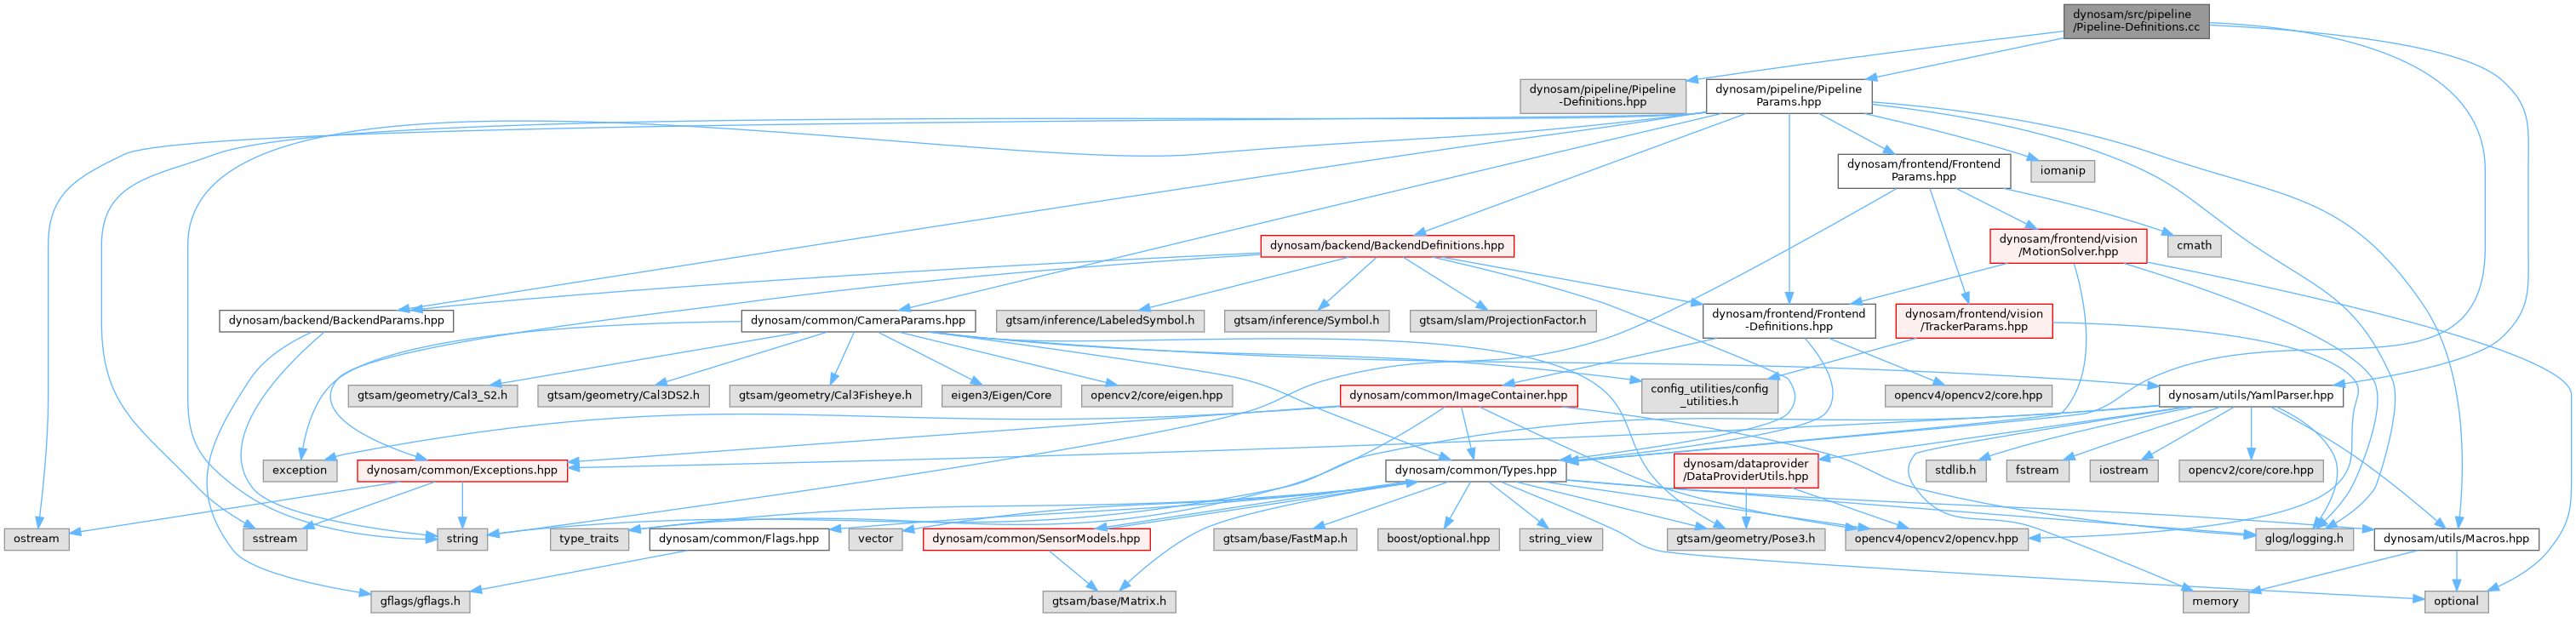 dynosam/src/pipeline
/Pipeline-Definitions.cc
dynosam/pipeline/Pipeline
-Definitions.hpp
dynosam/pipeline/Pipeline
Params.hpp
dynosam/frontend/Frontend
Params.hpp
iomanip
dynosam/backend/BackendDefinitions.hpp
dynosam/frontend/vision
/MotionSolver.hpp
cmath
dynosam/backend/BackendParams.hpp
dynosam/common/CameraParams.hpp
gtsam/inference/LabeledSymbol.h
gtsam/inference/Symbol.h
gtsam/slam/ProjectionFactor.h
dynosam/frontend/Frontend
-Definitions.hpp
dynosam/frontend/vision
/TrackerParams.hpp
gtsam/geometry/Cal3_S2.h
gtsam/geometry/Cal3DS2.h
gtsam/geometry/Cal3Fisheye.h
eigen3/Eigen/Core
opencv2/core/eigen.hpp
dynosam/common/ImageContainer.hpp
config_utilities/config
_utilities.h
opencv4/opencv2/core.hpp
dynosam/utils/YamlParser.hpp
exception
dynosam/common/Exceptions.hpp
dynosam/common/Types.hpp
dynosam/dataprovider
/DataProviderUtils.hpp
stdlib.h
fstream
iostream
opencv2/core/core.hpp
ostream
sstream
string
type_traits
dynosam/common/Flags.hpp
vector
dynosam/common/SensorModels.hpp
gtsam/base/FastMap.h
boost/optional.hpp
string_view
gtsam/geometry/Pose3.h
opencv4/opencv2/opencv.hpp
glog/logging.h
dynosam/utils/Macros.hpp
gflags/gflags.h
gtsam/base/Matrix.h
memory
optional